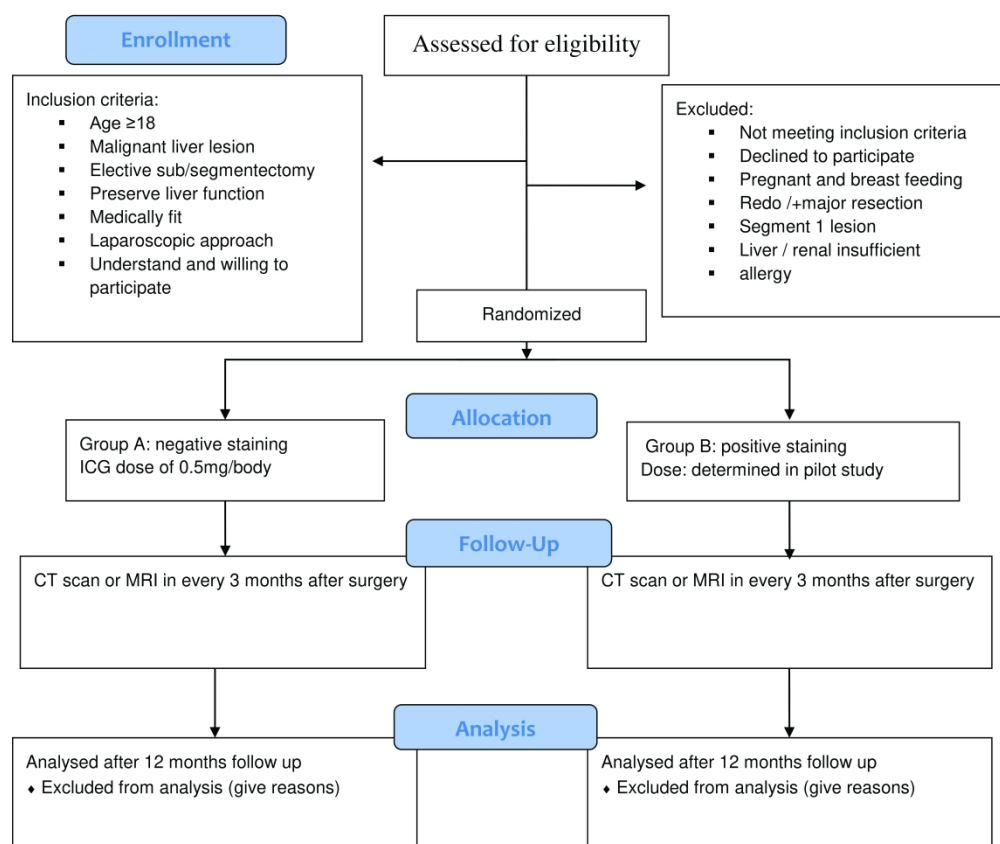 Enrollment
Assessed for eligibility
Inclusion criteria:
▪ Age ≥18
▪ Malignant liver lesion
▪ Elective sub/segmentectomy
▪ Preserve liver function
▪ Medically fit
▪ Laparoscopic approach
▪ Understand and willing to
participate
Excluded:
▪ Not meeting inclusion criteria
▪ Declined to participate
▪ Pregnant and breast feeding
▪ Redo /+major resection
▪ Segment 1 lesion
▪ Liver / renal insufficient
▪ allergy
Randomized
Allocation
Group A: negative staining
ICG dose of 0.5mg/body
Group B: positive staining
Dose: determined in pilot study
Follow-Up
CT scan or MRI in every 3 months after surgery
CT scan or MRI in every 3 months after surgery
Analysis
Analysed after 12 months follow up
♦ Excluded from analysis (give reasons)
Analysed after 12 months follow up
♦ Excluded from analysis (give reasons)